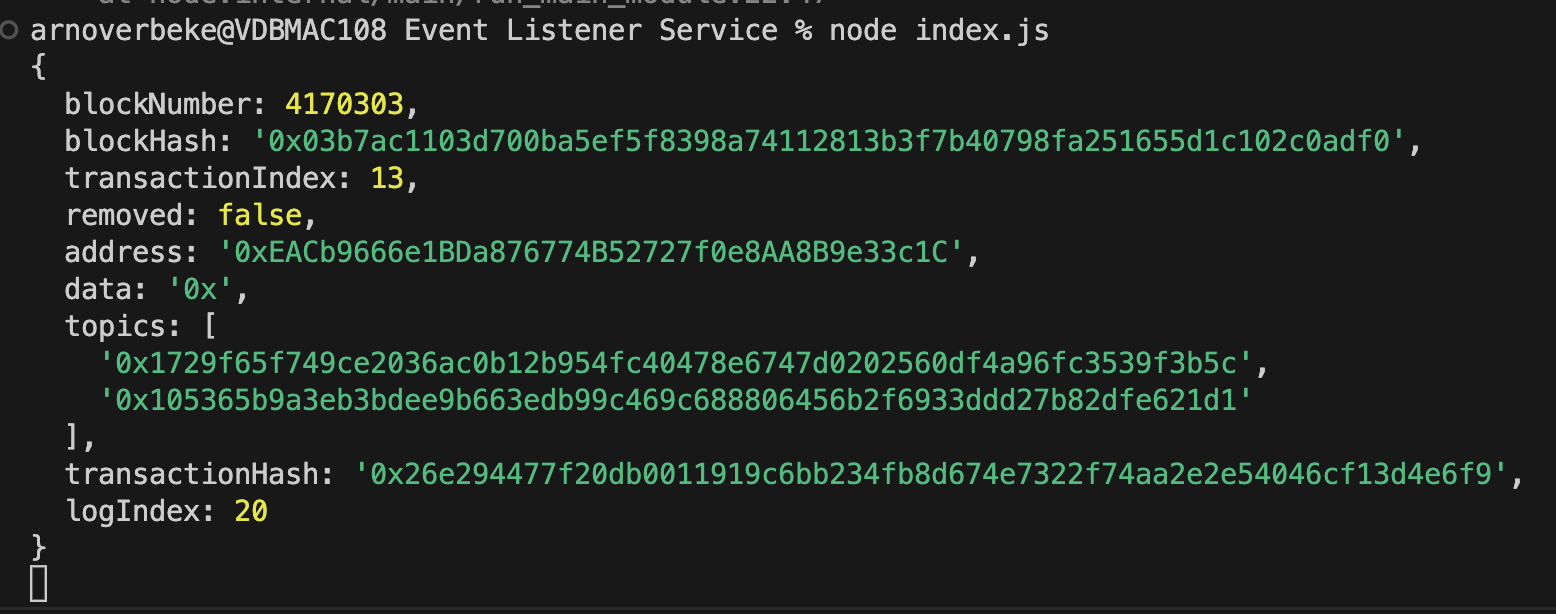 arnoverbeke@VDBMAC108 Event Listener Service % node index.js
{
  blockNumber: 4170303,
  blockHash: '0x03b7ac1103d700ba5ef5f8398a74112813b3f7b40798fa251655d1c102c0adf0',
  transactionIndex: 13,
  removed: false,
  address: '0xEACb9666e1BDa876774B52727f0e8AA8B9e33c1C',
  data: '0x',
  topics: [
    '0x1729f65f749ce2036ac0b12b954fc40478e6747d0202560df4a96fc3539f3b5c',
    '0x105365b9a3eb3bdee9b663edb99c469c688806456b2f6933ddd27b82dfe621d1'
  ],
  transactionHash: '0x26e294477f20db0011919c6bb234fb8d674e7322f74aa2e2e54046cf13d4e6f9',
  logIndex: 20
}